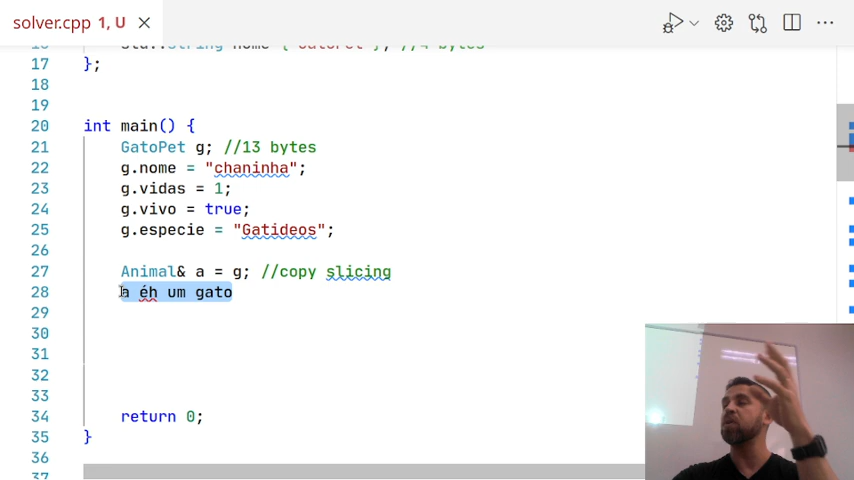 solver.cpp 1, U
17 };
18
19
20 int main() {
21 GatoPet g; //13 bytes
22 g.nome = "chaninha";
23 g.vidas = 1;
24 g.vivo = true;
25 g.especie = "Gatideos";
26
27 Animal& a = g; //copy slicing
28 a éh um gato
29
30
31
32
33
34 return 0;
35 }
36
37